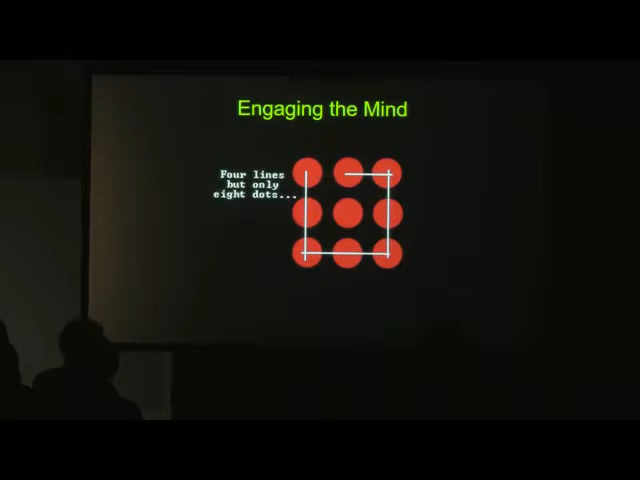 Engaging the Mind
Four lines
but only
eight dots...